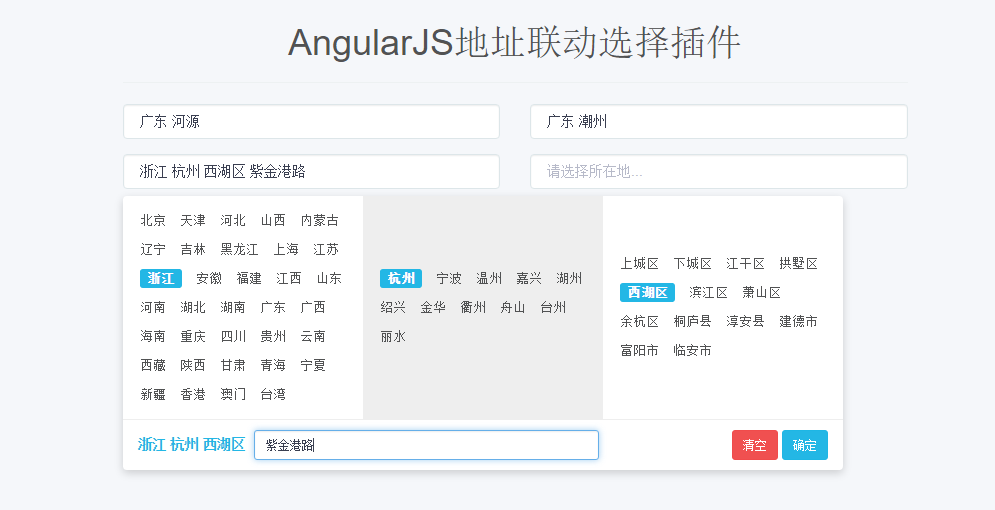 AngularJS地址联动选择插件
广东 河源
广东 潮州
浙江 杭州 西湖区 紫金港路
请选择所在地...
北京 天津 河北 山西 内蒙古
辽宁 吉林 黑龙江 上海 江苏
浙江 安徽 福建 江西 山东
河南 湖北 湖南 广东 广西
海南 重庆 四川 贵州 云南
西藏 陕西 甘肃 青海 宁夏
新疆 香港 澳门 台湾
杭州 宁波 温州 嘉兴 湖州
绍兴 金华 衢州 舟山 台州
丽水
上城区 下城区 江干区 拱墅区
西湖区 滨江区 萧山区
余杭区 桐庐县 淳安县 建德市
富阳市 临安市
浙江 杭州 西湖区 紫金港路
清空 确定